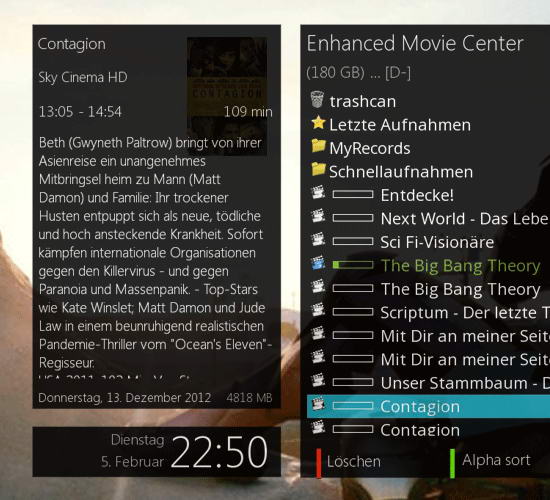 Contagion
Sky Cinema HD
13:05 - 14:54 109 min
CONTAGION
Beth (Gwyneth Paltrow) bringt von ihrer
Asienreise ein unangenehmes
Mitbringsel heim zu Mann (Matt
Damon) und Familie: Ihr trockener
Husten entpuppt sich als neue, tödliche
und hoch ansteckende Krankheit. Sofort
kämpfen internationale Organisationen
gegen den Killervirus - und gegen
Paranoia und Massenpanik. - Top-Stars
wie Kate Winslet, Matt Damon und Jude
Law in einem beunruhigend realistischen
Pandemie-Thriller vom "Ocean's Eleven"-
Regisseur.
Donnerstag, 13. Dezember 2012 4818 MB
Dienstag
5. Februar
22:50
Enhanced Movie Center
(180 GB) ... [D-]
trashcan
Letzte Aufnahmen
MyRecords
Schnellaufnahmen
Entdecke!
Next World - Das Lebe
Sci Fi-Visionäre
The Big Bang Theory
The Big Bang Theory
Scriptum - Der letzte T
Mit Dir an meiner Seit
Mit Dir an meiner Seit
Unser Stammbaum - D
Contagion
Contagion
Löschen
Alpha sort